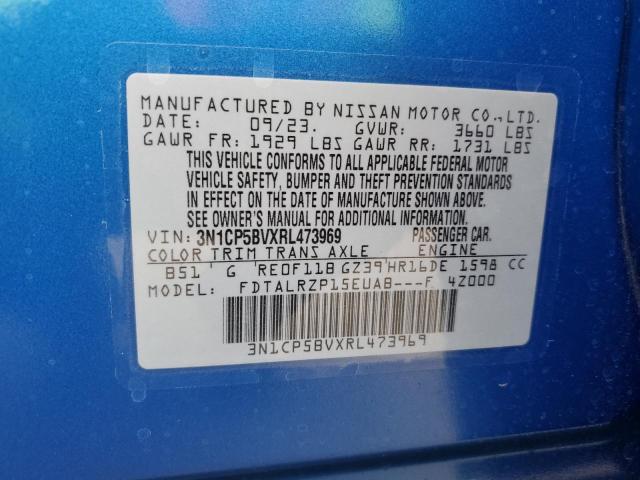 MANUFACTURED BY NISSAN MOTOR CO.,LTD.
DATE: 09/23. GVWR: 3660 LBS
GAWR FR: 1929 LBS GAWR RR: 1731 LBS
THIS VEHICLE CONFORMS TO ALL APPLICABLE FEDERAL MOTOR
VEHICLE SAFETY, BUMPER AND THEFT PREVENTION STANDARDS
IN EFFECT ON THE DATE OF MANUFACTURE SHOWN ABOVE.
SEE OWNER'S MANUAL FOR ADDITIONAL INFORMATION.
VIN: 3N1CP5BVXRL473969 PASSENGER CAR.
COLOR TRIM TRANS AXLE ENGINE
B51 G RE0F11B GZ39 HR16DE 1598 CC
MODEL FDTALRZP15EUAB---F 4Z000
3N1CP5BVXRL473969